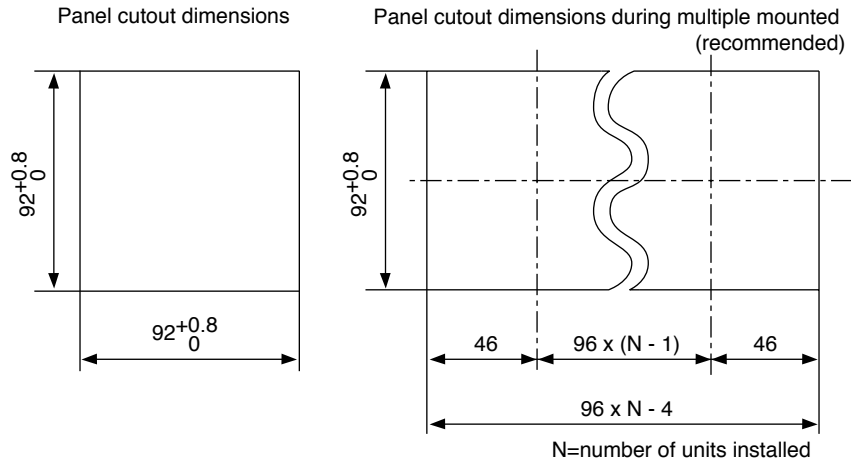 Panel cutout dimensions
92 +0.8 0
92 +0.8 0
Panel cutout dimensions during multiple mounted
(recommended)
92 +0.8 0
46
96 x (N - 1)
46
96 x N - 4
N=number of units installed